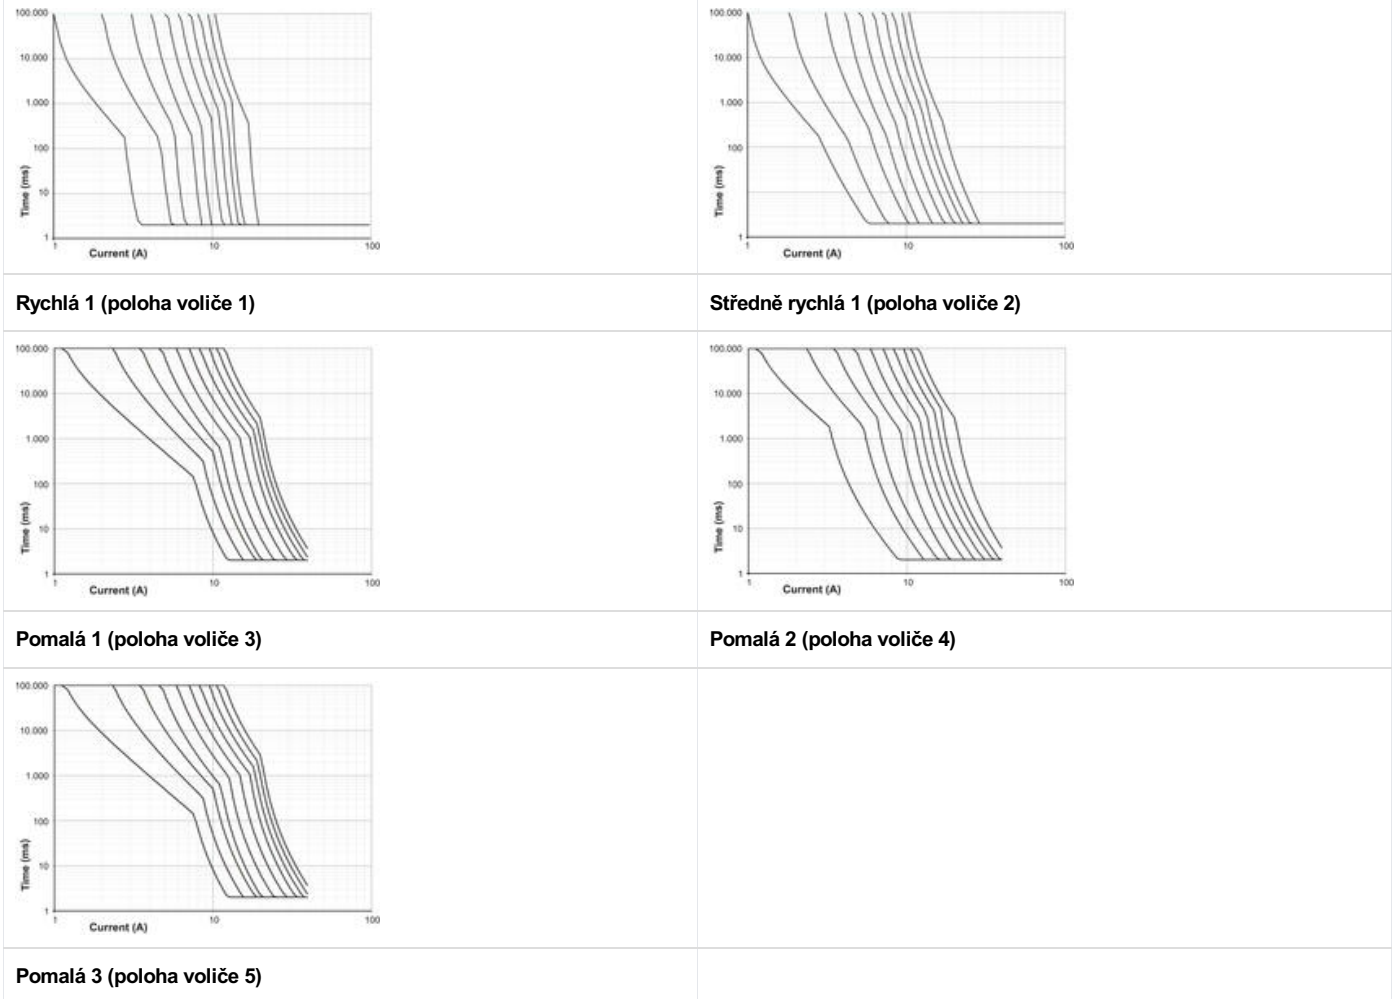 100.000
10.000
1.000
100
10
1
Time (ms)
1
10
100
Current (A)
100.000
10.000
1.000
100
1
Time (ms)
1
10
100
Current (A)
Rychlá 1 (poloha voliče 1)
Středně rychlá 1 (poloha voliče 2)
100.000
10.000
1.000
100
10
1
Time (ms)
1
10
100
Current (A)
100.000
10.000
1.000
100
10
1
Time (ms)
1
10
100
Current (A)
Pomalá 1 (poloha voliče 3)
Pomalá 2 (poloha voliče 4)
100.000
10.000
1.000
100
10
1
Time (ms)
1
10
100
Current (A)
Pomalá 3 (poloha voliče 5)